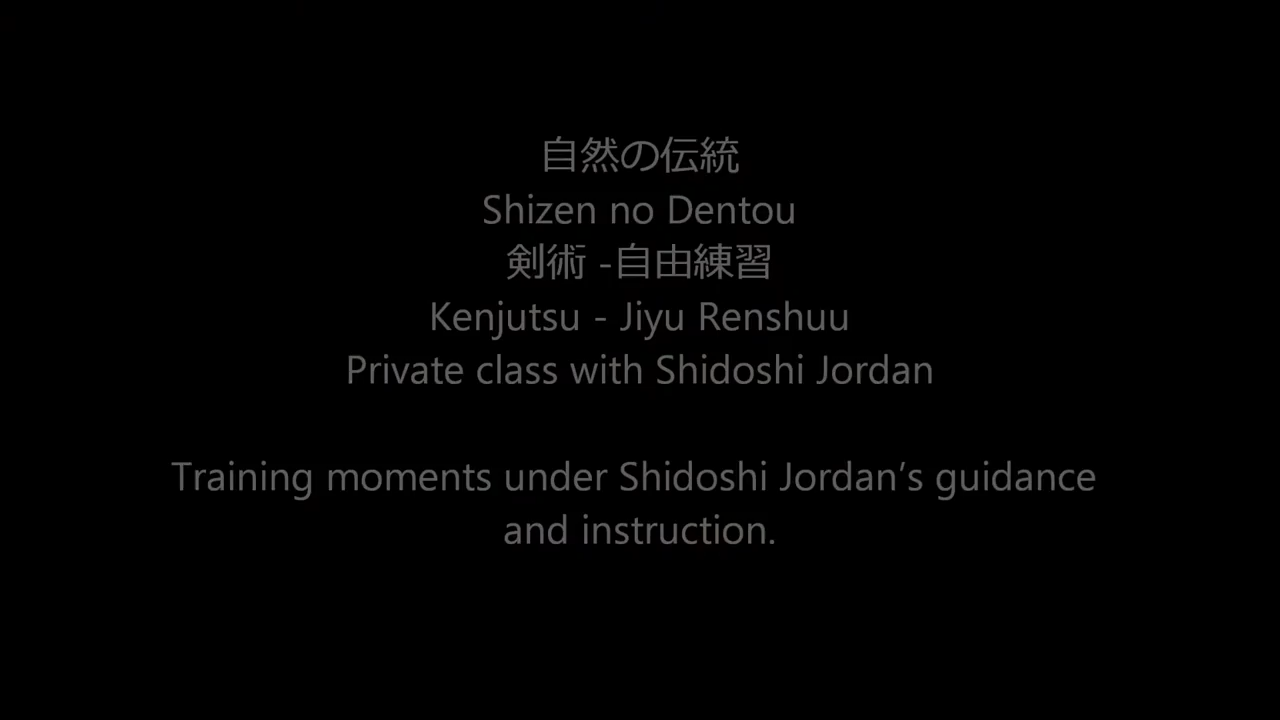 自然の伝統
Shizen no Dentou
剣術 -自由練習
Kenjutsu - Jiyu Renshuu
Private class with Shidoshi Jordan
Training moments under Shidoshi Jordan’s guidance
and instruction.